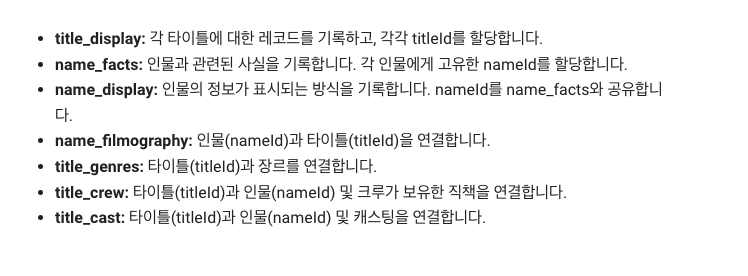 title_display: 각 타이틀에 대한 레코드를 기록하고, 각각 titleId를 할당합니다.
name_facts: 인물과 관련된 사실을 기록합니다. 각 인물에게 고유한 nameId를 할당합니다.
name_display: 인물의 정보가 표시되는 방식을 기록합니다. nameId를 name_facts와 공유합니
다.
name_filmography: 인물(nameId)과 타이틀(titleId)을 연결합니다.
title_genres: 타이틀(titleId)과 장르를 연결합니다.
title_crew: 타이틀(titleId)과 인물(nameId) 및 크루가 보유한 직책을 연결합니다.
title_cast: 타이틀(titleId)과 인물(nameId) 및 캐스팅을 연결합니다.